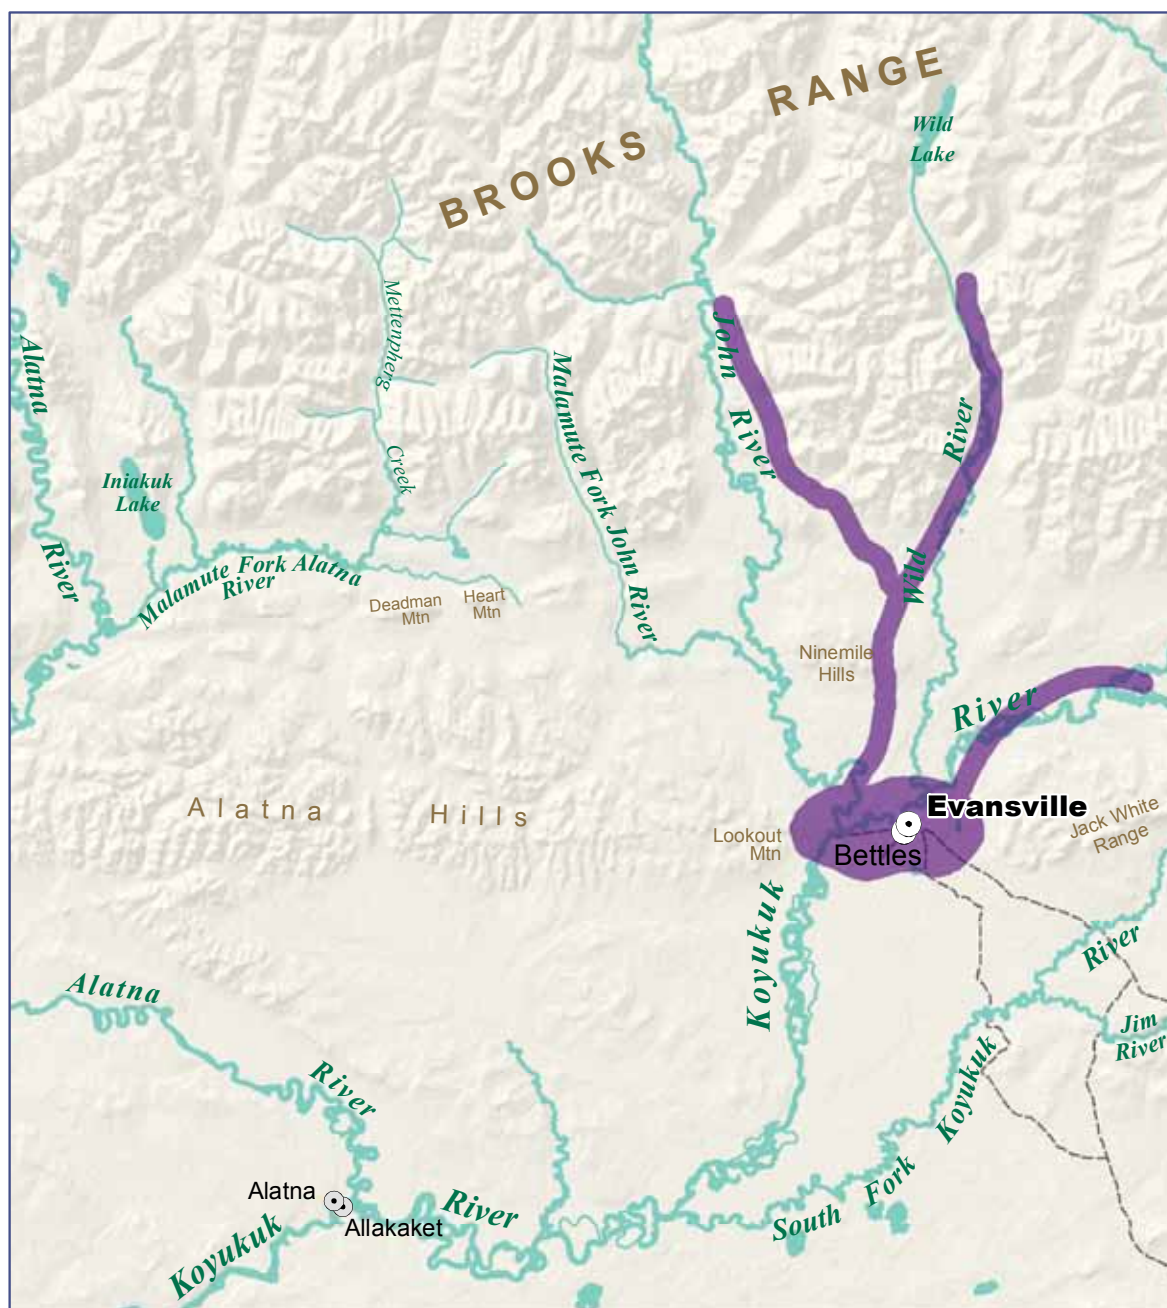 BROOKS RANGE
Wild
Lake
Mettenpherg
Creek
Alatna
River
John
River
Malamute Fork John River
Wild
River
Iniakuk
Lake
Malamute Fork Alatna
River
Deadman
Mtn
Heart
Mtn
Ninemile
Hills
River
Alatna Hills
Evansville
Bettles
Lookout
Mtn
Jack White
Range
Koyukuk
River
Alatna
River
Jim
River
Koyukuk
Fork
South
Alatna
Allakaket
River
Koyukuk